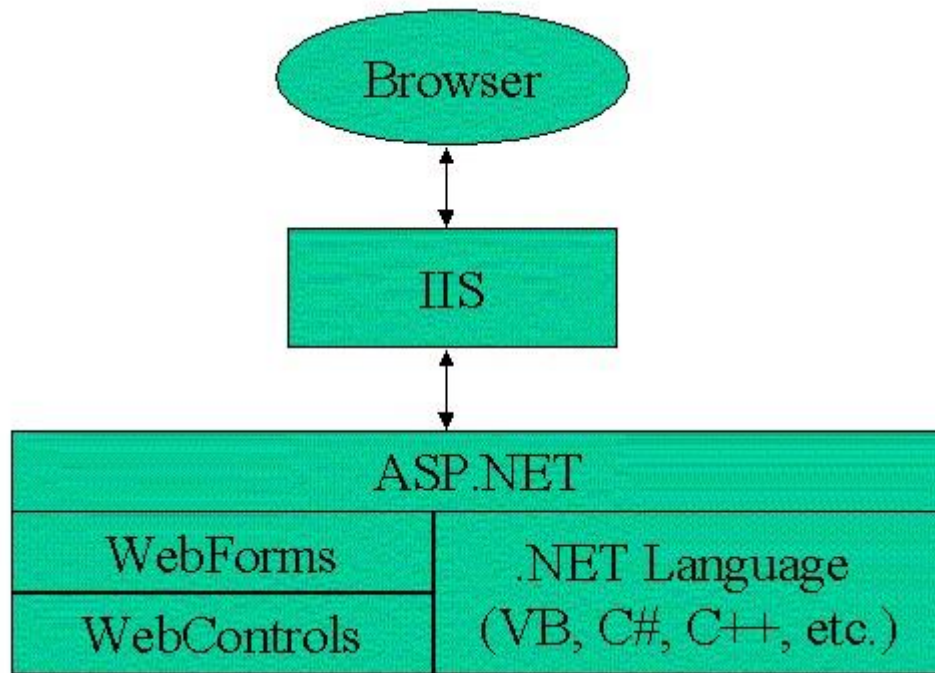 Browser
IIS
ASP.NET
WebForms
WebControls
.NET Language
(VB, C#, C++, etc.)